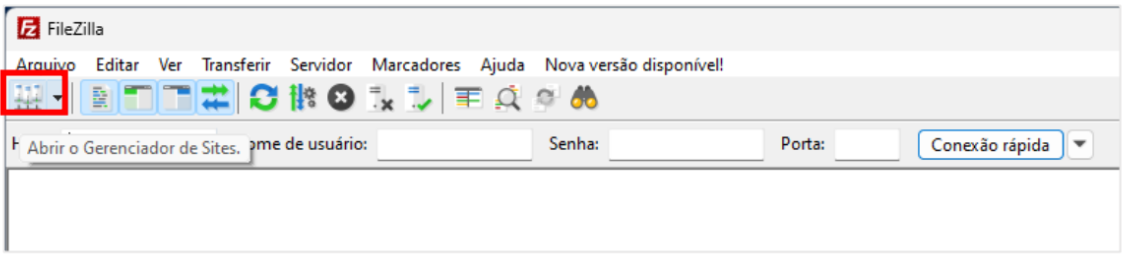 FileZilla
Arquivo Editar Ver Transferir Servidor Marcadores Ajuda Nova versão disponível!
Abrir o Gerenciador de Sites. ome de usuário: Senha: Porta: Conexão rápida